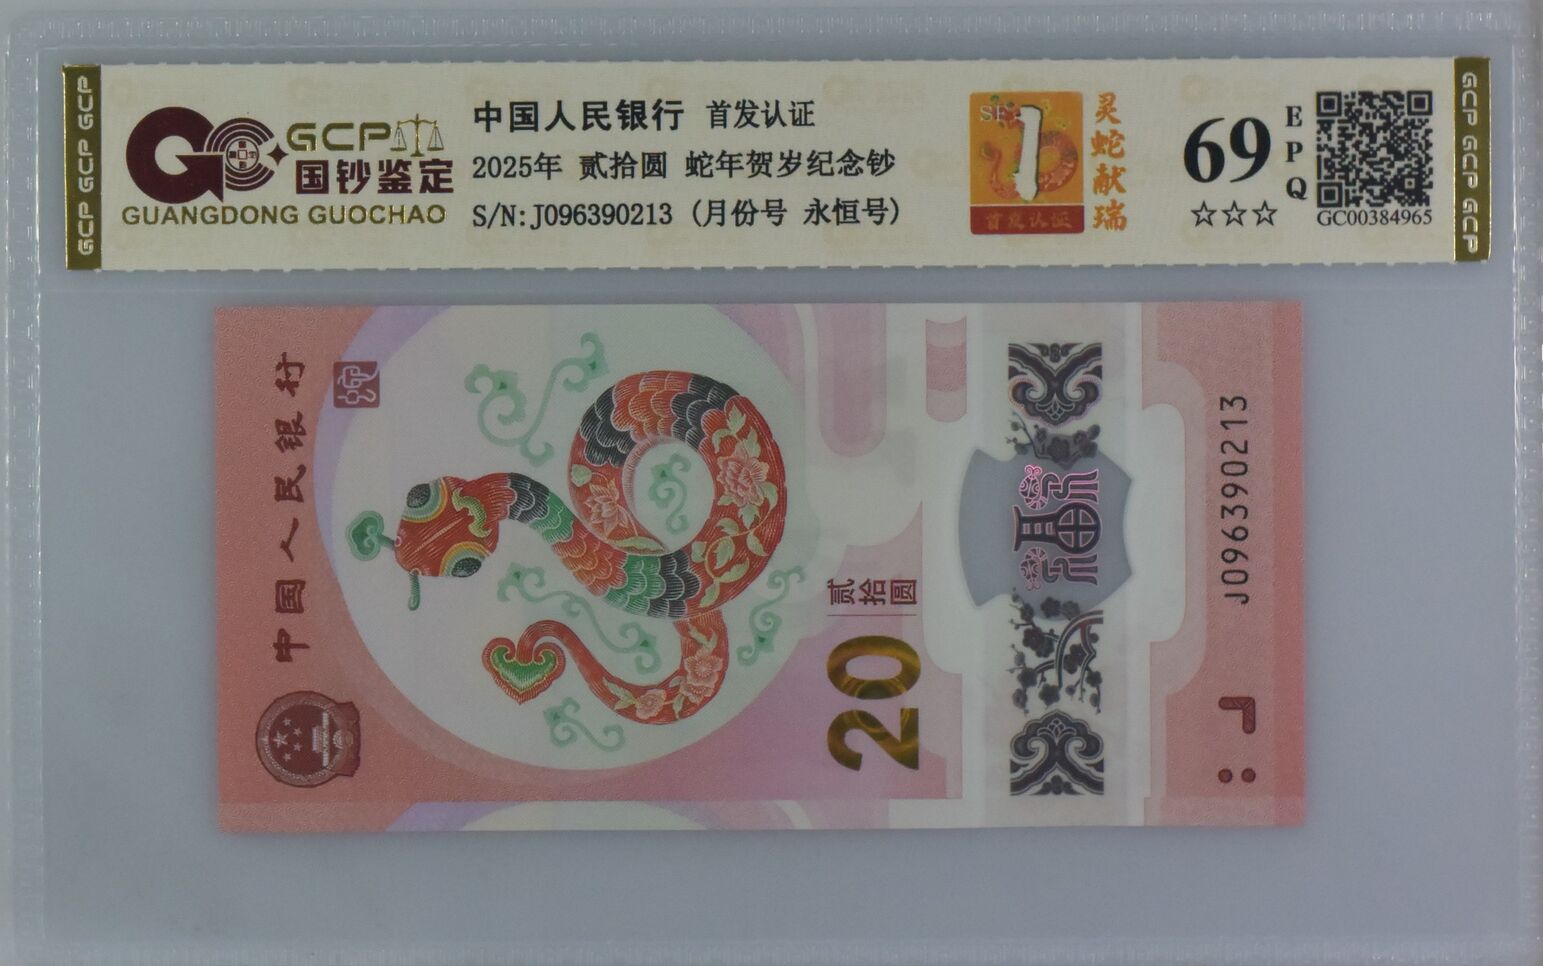 GCP GCP GCP
GCP
国钞鉴定
GUANGDONG GUOCHAO
中国人民银行 首发认证
2025年 贰拾圆 蛇年贺岁纪念钞
S/N:J096390213 (月份号 永恒号)
1
首发认证
灵蛇献瑞
69
EPQ
☆☆☆
GC00384965
GCP GCP GCP
中国人民银行
蛇
20
贰拾圆
福
J096390213